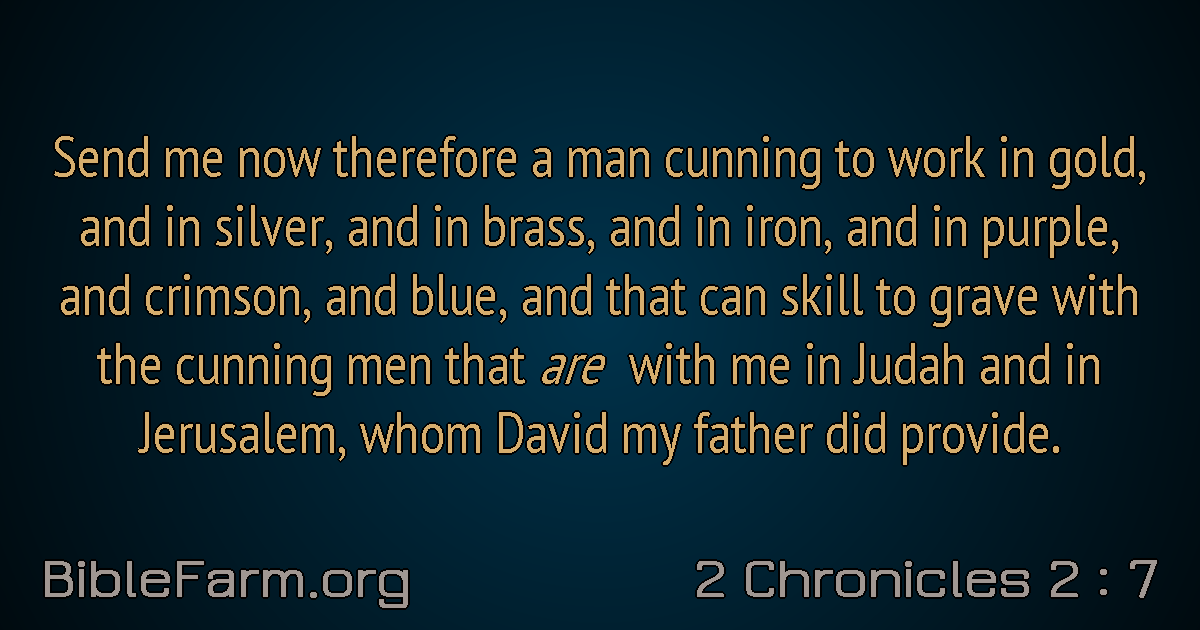 Send me now therefore a man cunning to work in gold,
and in silver, and in brass, and in iron, and in purple,
and crimson, and blue, and that can skill to grave with
the cunning men that are with me in Judah and in
Jerusalem, whom David my father did provide.
BibleFarm.org
2 Chronicles 2 : 7